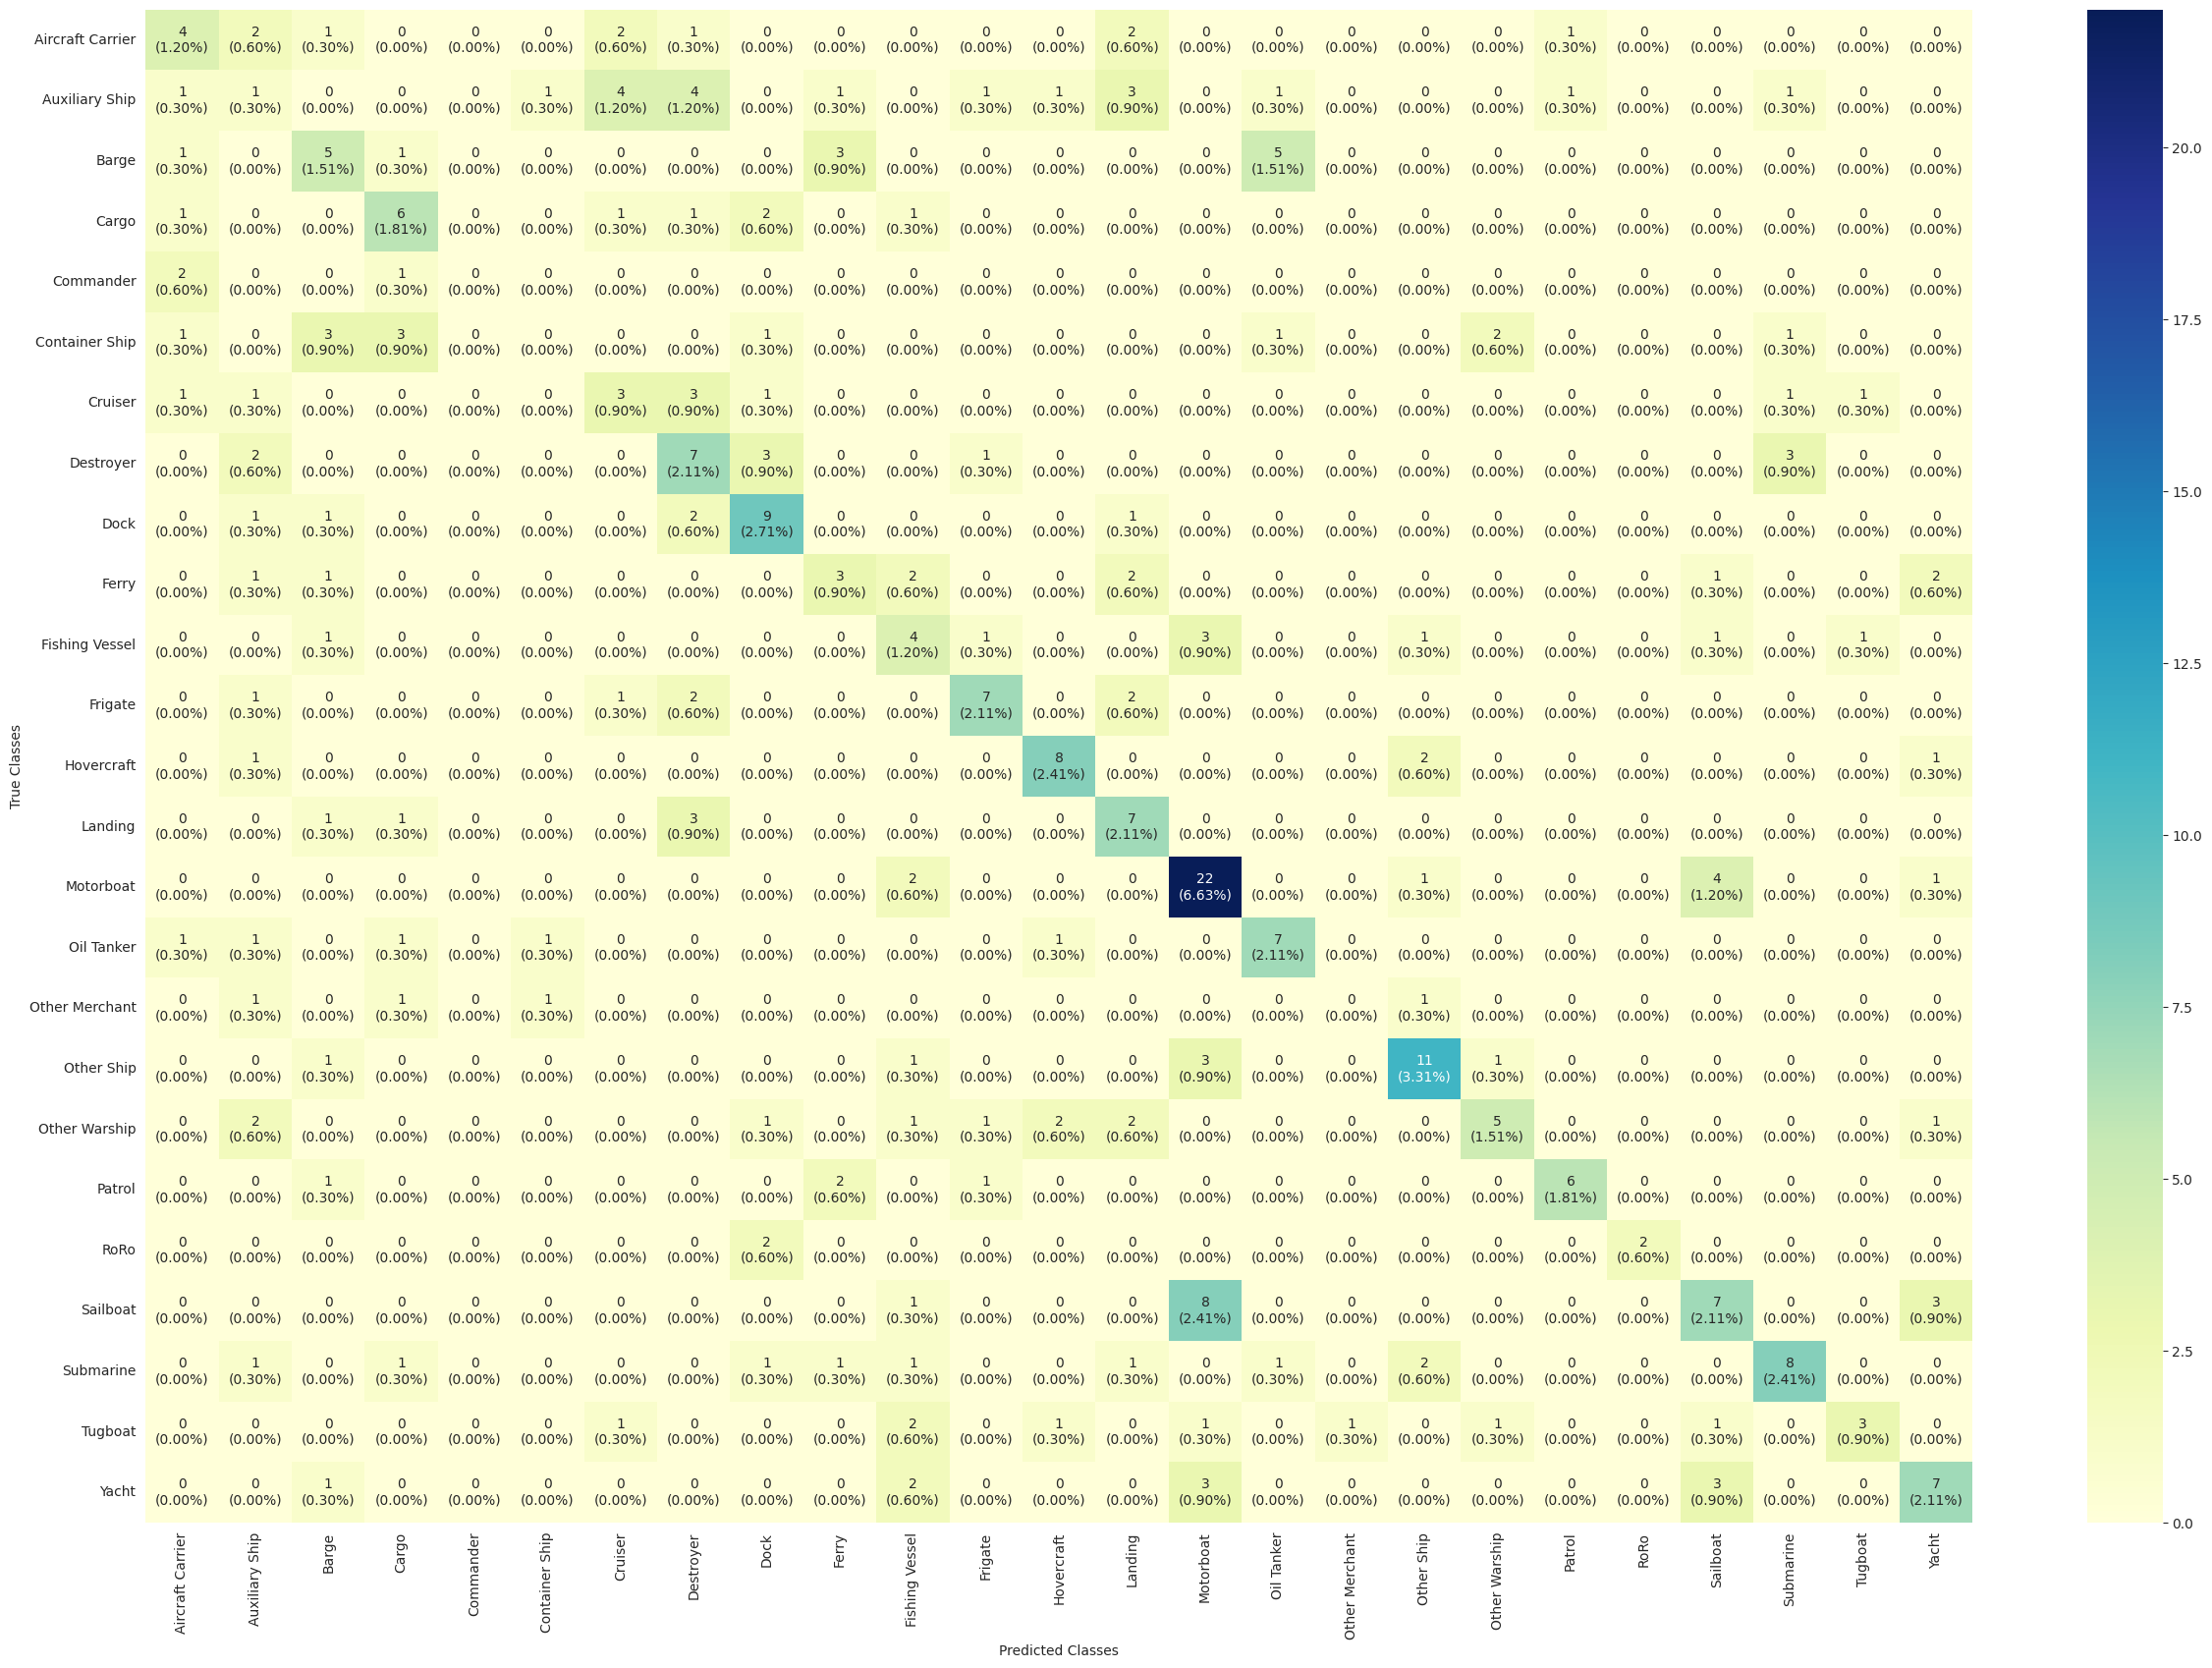 Aircraft Carrier
4 2 1 0 0 0 2 1 0 0 0 0 0 2 0 0 0 0 0 1 0 0 0 0 0
(1.20%) (0.60%) (0.30%) (0.00%) (0.00%) (0.00%) (0.60%) (0.30%) (0.00%) (0.00%) (0.00%) (0.00%) (0.00%) (0.60%) (0.00%) (0.00%) (0.00%) (0.00%) (0.00%) (0.30%) (0.00%) (0.00%) (0.00%) (0.00%) (0.00%)
Auxiliary Ship
1 1 0 0 0 1 4 4 0 1 0 1 1 3 0 1 0 0 0 1 0 0 1 0 0
(0.30%) (0.30%) (0.00%) (0.00%) (0.00%) (0.30%) (1.20%) (1.20%) (0.00%) (0.30%) (0.00%) (0.30%) (0.30%) (0.90%) (0.00%) (0.30%) (0.00%) (0.00%) (0.00%) (0.30%) (0.00%) (0.00%) (0.30%) (0.00%) (0.00%)
Barge
1 0 5 1 0 0 0 0 0 3 0 0 0 0 0 5 0 0 0 0 0 0 0 0 0
(0.30%) (0.00%) (1.51%) (0.30%) (0.00%) (0.00%) (0.00%) (0.00%) (0.00%) (0.90%) (0.00%) (0.00%) (0.00%) (0.00%) (0.00%) (1.51%) (0.00%) (0.00%) (0.00%) (0.00%) (0.00%) (0.00%) (0.00%) (0.00%) (0.00%)
Cargo
1 0 0 6 0 0 1 1 2 0 1 0 0 0 0 0 0 0 0 0 0 0 0 0 0
(0.30%) (0.00%) (0.00%) (1.81%) (0.00%) (0.00%) (0.30%) (0.30%) (0.60%) (0.00%) (0.30%) (0.00%) (0.00%) (0.00%) (0.00%) (0.00%) (0.00%) (0.00%) (0.00%) (0.00%) (0.00%) (0.00%) (0.00%) (0.00%) (0.00%)
Commander
2 0 0 1 0 0 0 0 0 0 0 0 0 0 0 0 0 0 0 0 0 0 0 0 0
(0.60%) (0.00%) (0.00%) (0.30%) (0.00%) (0.00%) (0.00%) (0.00%) (0.00%) (0.00%) (0.00%) (0.00%) (0.00%) (0.00%) (0.00%) (0.00%) (0.00%) (0.00%) (0.00%) (0.00%) (0.00%) (0.00%) (0.00%) (0.00%) (0.00%)
Container Ship
1 0 3 3 0 0 0 0 1 0 0 0 0 0 0 1 0 0 2 0 0 0 1 0 0
(0.30%) (0.00%) (0.90%) (0.90%) (0.00%) (0.00%) (0.00%) (0.00%) (0.30%) (0.00%) (0.00%) (0.00%) (0.00%) (0.00%) (0.00%) (0.30%) (0.00%) (0.00%) (0.60%) (0.00%) (0.00%) (0.00%) (0.30%) (0.00%) (0.00%)
Cruiser
1 1 0 0 0 0 3 3 1 0 0 0 0 0 0 0 0 0 0 0 0 0 1 1 0
(0.30%) (0.30%) (0.00%) (0.00%) (0.00%) (0.00%) (0.90%) (0.90%) (0.30%) (0.00%) (0.00%) (0.00%) (0.00%) (0.00%) (0.00%) (0.00%) (0.00%) (0.00%) (0.00%) (0.00%) (0.00%) (0.00%) (0.30%) (0.30%) (0.00%)
Destroyer
0 2 0 0 0 0 0 7 3 0 0 1 0 0 0 0 0 0 0 0 0 0 3 0 0
(0.00%) (0.60%) (0.00%) (0.00%) (0.00%) (0.00%) (0.00%) (2.11%) (0.90%) (0.00%) (0.00%) (0.30%) (0.00%) (0.00%) (0.00%) (0.00%) (0.00%) (0.00%) (0.00%) (0.00%) (0.00%) (0.00%) (0.90%) (0.00%) (0.00%)
Dock
0 1 1 0 0 0 0 2 9 0 0 0 0 1 0 0 0 0 0 0 0 0 0 0 0
(0.00%) (0.30%) (0.30%) (0.00%) (0.00%) (0.00%) (0.00%) (0.60%) (2.71%) (0.00%) (0.00%) (0.00%) (0.00%) (0.30%) (0.00%) (0.00%) (0.00%) (0.00%) (0.00%) (0.00%) (0.00%) (0.00%) (0.00%) (0.00%) (0.00%)
Ferry
0 1 1 0 0 0 0 0 0 3 2 0 0 2 0 0 0 0 0 0 0 1 0 0 2
(0.00%) (0.30%) (0.30%) (0.00%) (0.00%) (0.00%) (0.00%) (0.00%) (0.00%) (0.90%) (0.60%) (0.00%) (0.00%) (0.60%) (0.00%) (0.00%) (0.00%) (0.00%) (0.00%) (0.00%) (0.00%) (0.30%) (0.00%) (0.00%) (0.60%)
Fishing Vessel
0 0 1 0 0 0 0 0 0 0 4 1 0 0 3 0 0 1 0 0 0 1 0 1 0
(0.00%) (0.00%) (0.30%) (0.00%) (0.00%) (0.00%) (0.00%) (0.00%) (0.00%) (0.00%) (1.20%) (0.30%) (0.00%) (0.00%) (0.90%) (0.00%) (0.00%) (0.30%) (0.00%) (0.00%) (0.00%) (0.30%) (0.00%) (0.30%) (0.00%)
Frigate
0 1 0 0 0 0 1 2 0 0 0 7 0 2 0 0 0 0 0 0 0 0 0 0 0
(0.00%) (0.30%) (0.00%) (0.00%) (0.00%) (0.00%) (0.30%) (0.60%) (0.00%) (0.00%) (0.00%) (2.11%) (0.00%) (0.60%) (0.00%) (0.00%) (0.00%) (0.00%) (0.00%) (0.00%) (0.00%) (0.00%) (0.00%) (0.00%) (0.00%)
Hovercraft
0 1 0 0 0 0 0 0 0 0 0 0 8 0 0 0 0 2 0 0 0 0 0 0 1
(0.00%) (0.30%) (0.00%) (0.00%) (0.00%) (0.00%) (0.00%) (0.00%) (0.00%) (0.00%) (0.00%) (0.00%) (2.41%) (0.00%) (0.00%) (0.00%) (0.00%) (0.60%) (0.00%) (0.00%) (0.00%) (0.00%) (0.00%) (0.00%) (0.30%)
Landing
0 0 1 1 0 0 0 3 0 0 0 0 0 7 0 0 0 0 0 0 0 0 0 0 0
(0.00%) (0.00%) (0.30%) (0.30%) (0.00%) (0.00%) (0.00%) (0.90%) (0.00%) (0.00%) (0.00%) (0.00%) (0.00%) (2.11%) (0.00%) (0.00%) (0.00%) (0.00%) (0.00%) (0.00%) (0.00%) (0.00%) (0.00%) (0.00%) (0.00%)
Motorboat
0 0 0 0 0 0 0 0 0 0 2 0 0 0 22 0 0 1 0 0 0 4 0 0 1
(0.00%) (0.00%) (0.00%) (0.00%) (0.00%) (0.00%) (0.00%) (0.00%) (0.00%) (0.00%) (0.60%) (0.00%) (0.00%) (0.00%) (6.63%) (0.00%) (0.00%) (0.30%) (0.00%) (0.00%) (0.00%) (1.20%) (0.00%) (0.00%) (0.30%)
Oil Tanker
1 1 0 1 0 1 0 0 0 0 0 0 1 0 0 7 0 0 0 0 0 0 0 0 0
(0.30%) (0.30%) (0.00%) (0.30%) (0.00%) (0.30%) (0.00%) (0.00%) (0.00%) (0.00%) (0.00%) (0.00%) (0.30%) (0.00%) (0.00%) (2.11%) (0.00%) (0.00%) (0.00%) (0.00%) (0.00%) (0.00%) (0.00%) (0.00%) (0.00%)
Other Merchant
0 1 0 1 0 1 0 0 0 0 0 0 0 0 0 0 0 1 0 0 0 0 0 0 0
(0.00%) (0.30%) (0.00%) (0.30%) (0.00%) (0.30%) (0.00%) (0.00%) (0.00%) (0.00%) (0.00%) (0.00%) (0.00%) (0.00%) (0.00%) (0.00%) (0.00%) (0.30%) (0.00%) (0.00%) (0.00%) (0.00%) (0.00%) (0.00%) (0.00%)
Other Ship
0 0 1 0 0 0 0 0 0 0 1 0 0 0 3 0 0 11 1 0 0 0 0 0 0
(0.00%) (0.00%) (0.30%) (0.00%) (0.00%) (0.00%) (0.00%) (0.00%) (0.00%) (0.00%) (0.30%) (0.00%) (0.00%) (0.00%) (0.90%) (0.00%) (0.00%) (3.31%) (0.30%) (0.00%) (0.00%) (0.00%) (0.00%) (0.00%) (0.00%)
Other Warship
0 2 0 0 0 0 0 0 1 0 1 1 2 2 0 0 0 0 5 0 0 0 0 0 1
(0.00%) (0.60%) (0.00%) (0.00%) (0.00%) (0.00%) (0.00%) (0.00%) (0.30%) (0.00%) (0.30%) (0.30%) (0.60%) (0.60%) (0.00%) (0.00%) (0.00%) (0.00%) (1.51%) (0.00%) (0.00%) (0.00%) (0.00%) (0.00%) (0.30%)
Patrol
0 0 1 0 0 0 0 0 0 2 0 1 0 0 0 0 0 0 0 6 0 0 0 0 0
(0.00%) (0.00%) (0.30%) (0.00%) (0.00%) (0.00%) (0.00%) (0.00%) (0.00%) (0.60%) (0.00%) (0.30%) (0.00%) (0.00%) (0.00%) (0.00%) (0.00%) (0.00%) (0.00%) (1.81%) (0.00%) (0.00%) (0.00%) (0.00%) (0.00%)
RoRo
0 0 0 0 0 0 0 0 2 0 0 0 0 0 0 0 0 0 0 0 2 0 0 0 0
(0.00%) (0.00%) (0.00%) (0.00%) (0.00%) (0.00%) (0.00%) (0.00%) (0.60%) (0.00%) (0.00%) (0.00%) (0.00%) (0.00%) (0.00%) (0.00%) (0.00%) (0.00%) (0.00%) (0.00%) (0.60%) (0.00%) (0.00%) (0.00%) (0.00%)
Sailboat
0 0 0 0 0 0 0 0 0 0 1 0 0 0 8 0 0 0 0 0 0 7 0 0 3
(0.00%) (0.00%) (0.00%) (0.00%) (0.00%) (0.00%) (0.00%) (0.00%) (0.00%) (0.00%) (0.30%) (0.00%) (0.00%) (0.00%) (2.41%) (0.00%) (0.00%) (0.00%) (0.00%) (0.00%) (0.00%) (2.11%) (0.00%) (0.00%) (0.90%)
Submarine
0 1 0 1 0 0 0 0 1 1 1 0 0 1 0 1 0 2 0 0 0 0 8 0 0
(0.00%) (0.30%) (0.00%) (0.30%) (0.00%) (0.00%) (0.00%) (0.00%) (0.30%) (0.30%) (0.30%) (0.00%) (0.00%) (0.30%) (0.00%) (0.30%) (0.00%) (0.60%) (0.00%) (0.00%) (0.00%) (0.00%) (2.41%) (0.00%) (0.00%)
Tugboat
0 0 0 0 0 0 1 0 0 0 2 0 1 0 1 0 1 0 1 0 0 1 0 3 0
(0.00%) (0.00%) (0.00%) (0.00%) (0.00%) (0.00%) (0.30%) (0.00%) (0.00%) (0.00%) (0.60%) (0.00%) (0.30%) (0.00%) (0.30%) (0.00%) (0.30%) (0.00%) (0.30%) (0.00%) (0.00%) (0.30%) (0.00%) (0.90%) (0.00%)
Yacht
0 0 1 0 0 0 0 0 0 0 2 0 0 0 3 0 0 0 0 0 0 3 0 0 7
(0.00%) (0.00%) (0.30%) (0.00%) (0.00%) (0.00%) (0.00%) (0.00%) (0.00%) (0.00%) (0.60%) (0.00%) (0.00%) (0.00%) (0.90%) (0.00%) (0.00%) (0.00%) (0.00%) (0.00%) (0.00%) (0.90%) (0.00%) (0.00%) (2.11%)
True Classes
Aircraft Carrier
Auxiliary Ship
Barge
Cargo
Commander
Container Ship
Cruiser
Destroyer
Dock
Ferry
Fishing Vessel
Frigate
Hovercraft
Landing
Motorboat
Oil Tanker
Other Merchant
Other Ship
Other Warship
Patrol
RoRo
Sailboat
Submarine
Tugboat
Yacht
Predicted Classes
20.0
17.5
15.0
12.5
10.0
7.5
5.0
2.5
0.0